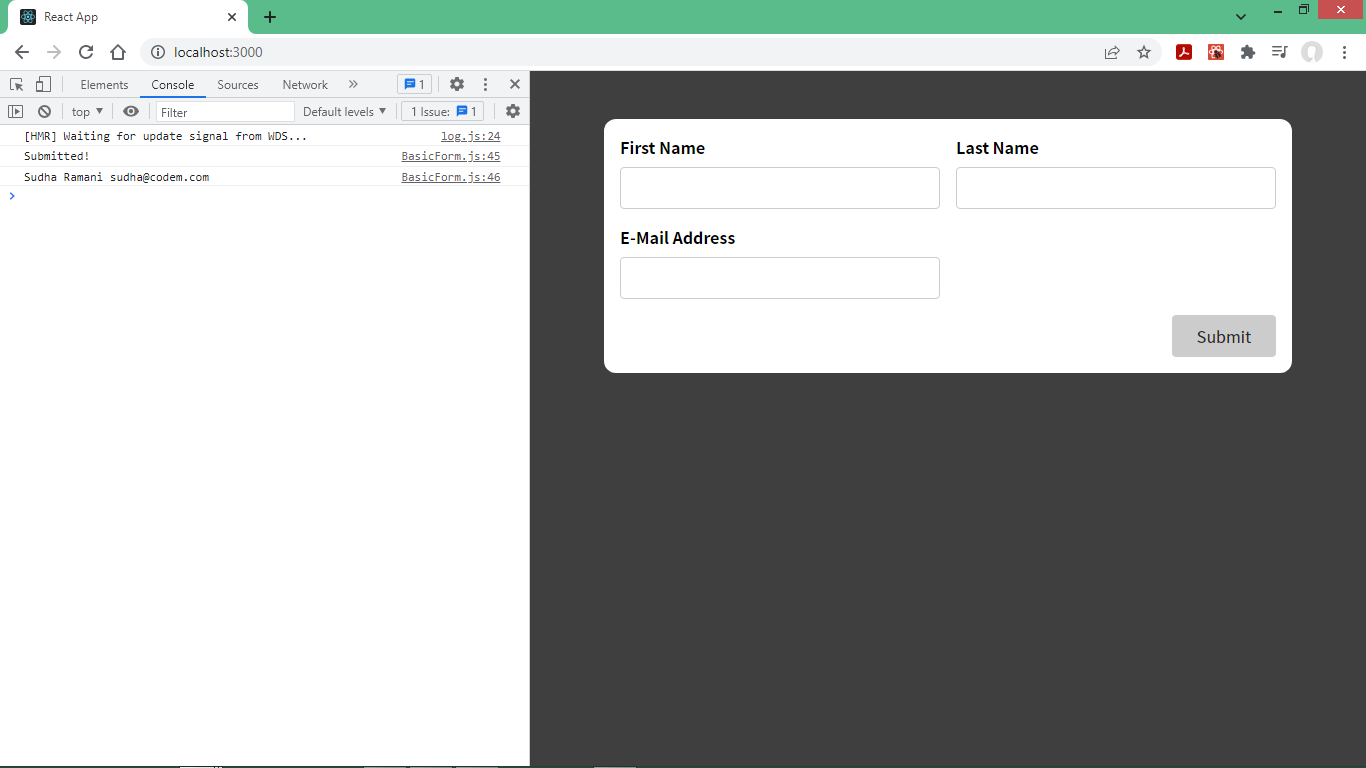 React App
localhost:3000
Elements Console Sources Network 1
top Filter Default levels 1 Issue: 1
[HMR] Waiting for update signal from WDS... log.js:24
Submitted! BasicForm.js:45
Sudha Ramani sudha@codem.com BasicForm.js:46
First Name Last Name
E-Mail Address
Submit